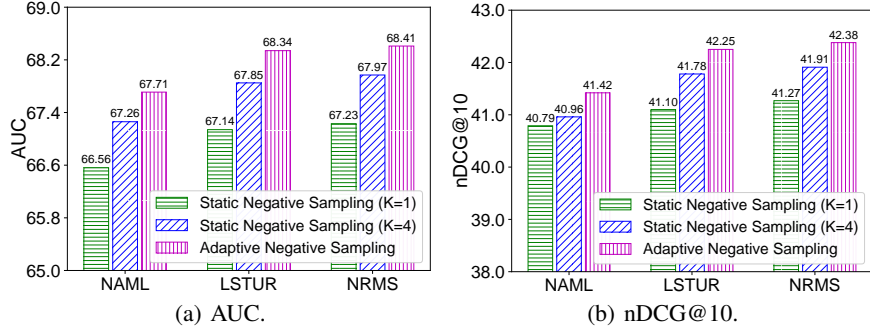 69.0
68.2
67.4
66.6
65.8
65.0
AUC
66.56
67.26
67.71
67.14
67.85
68.34
67.23
67.97
68.41
Static Negative Sampling (K=1)
Static Negative Sampling (K=4)
Adaptive Negative Sampling
NAML LSTUR NRMS
(a) AUC.
43.0
42.0
41.0
40.0
39.0
38.0
nDCG@10
40.79
40.96
41.42
41.10
41.78
42.25
41.27
41.91
42.38
Static Negative Sampling (K=1)
Static Negative Sampling (K=4)
Adaptive Negative Sampling
NAML LSTUR NRMS
(b) nDCG@10.